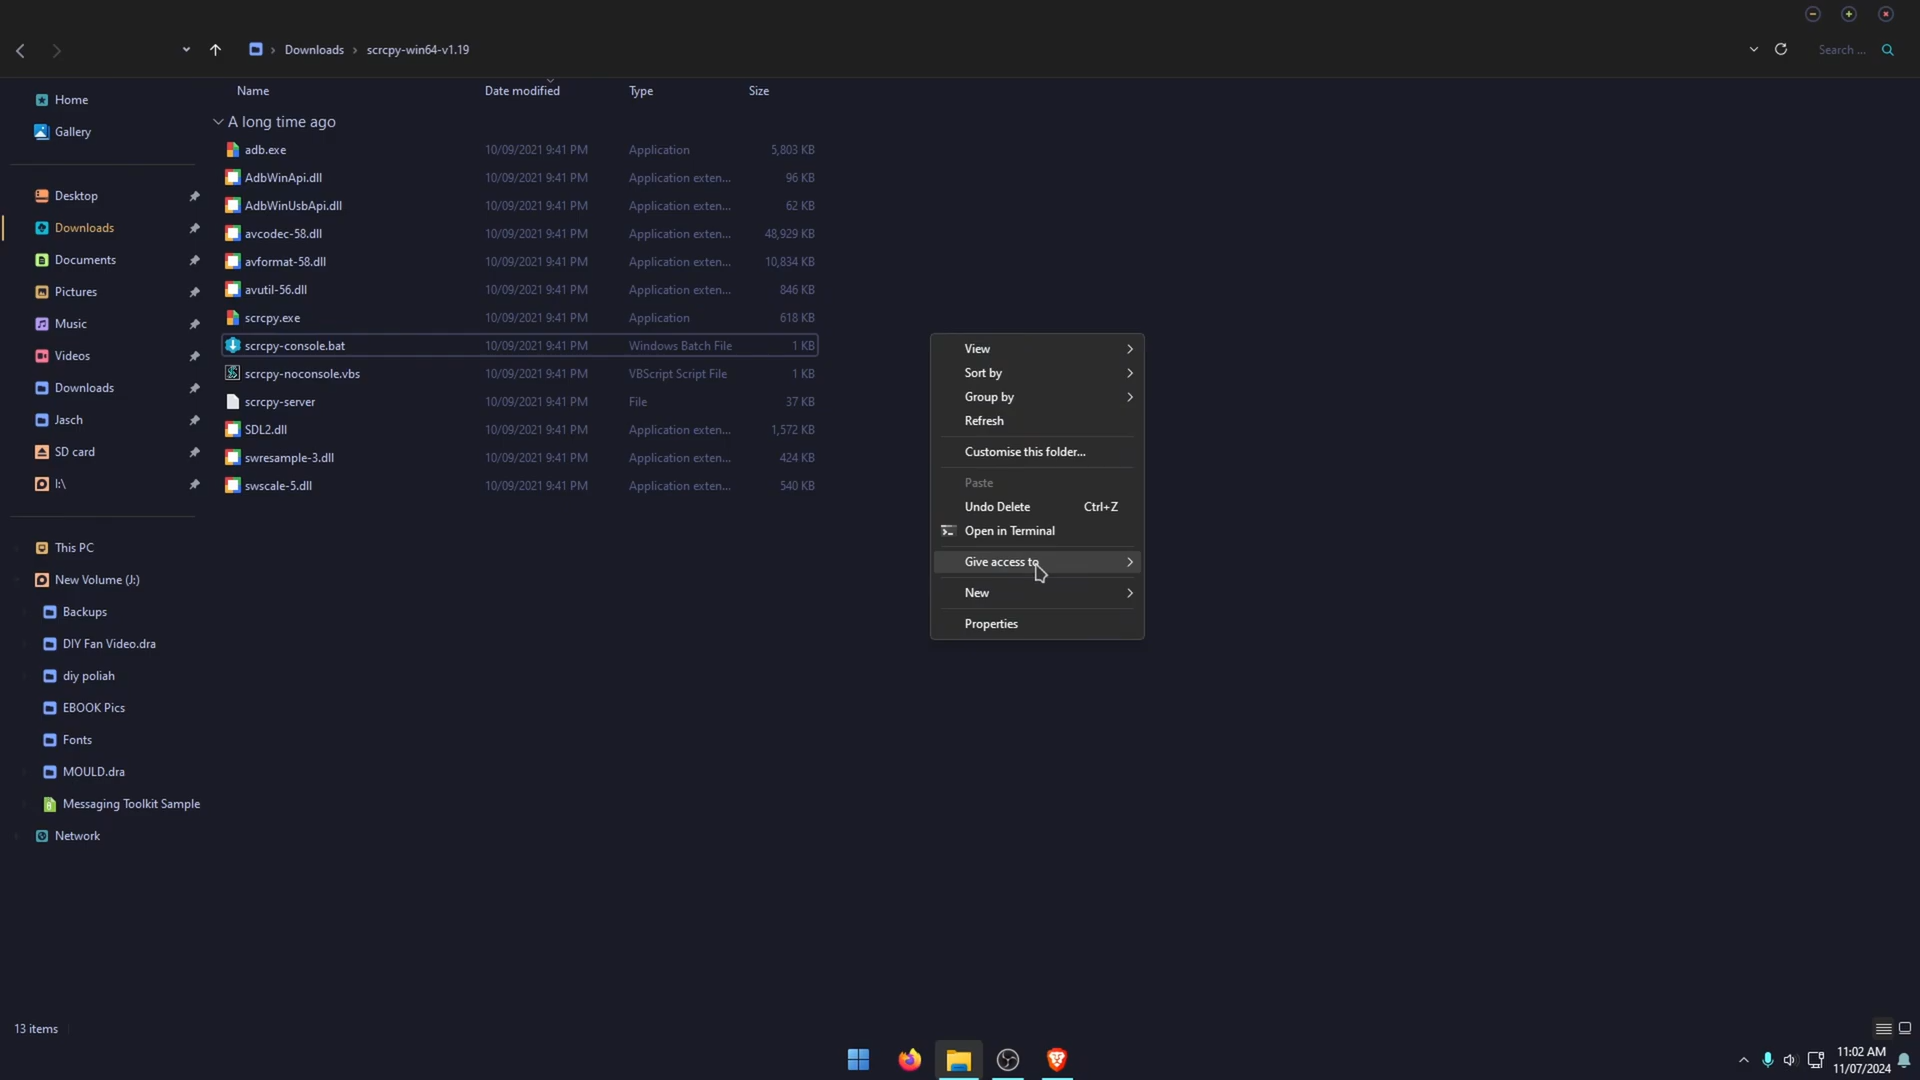 Downloads › scrcpy-win64-v1.19
Search ...
Name Date modified Type Size
A long time ago
adb.exe 10/09/2021 9:41 PM Application 5,803 KB
AdbWinApi.dll 10/09/2021 9:41 PM Application exten... 96 KB
AdbWinUsbApi.dll 10/09/2021 9:41 PM Application exten... 62 KB
avcodec-58.dll 10/09/2021 9:41 PM Application exten... 48,929 KB
avformat-58.dll 10/09/2021 9:41 PM Application exten... 10,834 KB
avutil-56.dll 10/09/2021 9:41 PM Application exten... 846 KB
scrcpy.exe 10/09/2021 9:41 PM Application 618 KB
scrcpy-console.bat 10/09/2021 9:41 PM Windows Batch File 1 KB
scrcpy-noconsole.vbs 10/09/2021 9:41 PM VBScript Script File 1 KB
scrcpy-server 10/09/2021 9:41 PM File 37 KB
SDL2.dll 10/09/2021 9:41 PM Application exten... 1,572 KB
swresample-3.dll 10/09/2021 9:41 PM Application exten... 424 KB
swscale-5.dll 10/09/2021 9:41 PM Application exten... 540 KB
Home
Gallery
Desktop
Downloads
Documents
Pictures
Music
Videos
Downloads
Jasch
SD card
I:\
This PC
New Volume (J:)
Backups
DIY Fan Video.dra
diy poliah
EBOOK Pics
Fonts
MOULD.dra
Messaging Toolkit Sample
Network
View
Sort by
Group by
Refresh
Customise this folder...
Paste
Undo Delete Ctrl+Z
Open in Terminal
Give access to
New
Properties
13 items
11:02 AM
11/07/2024